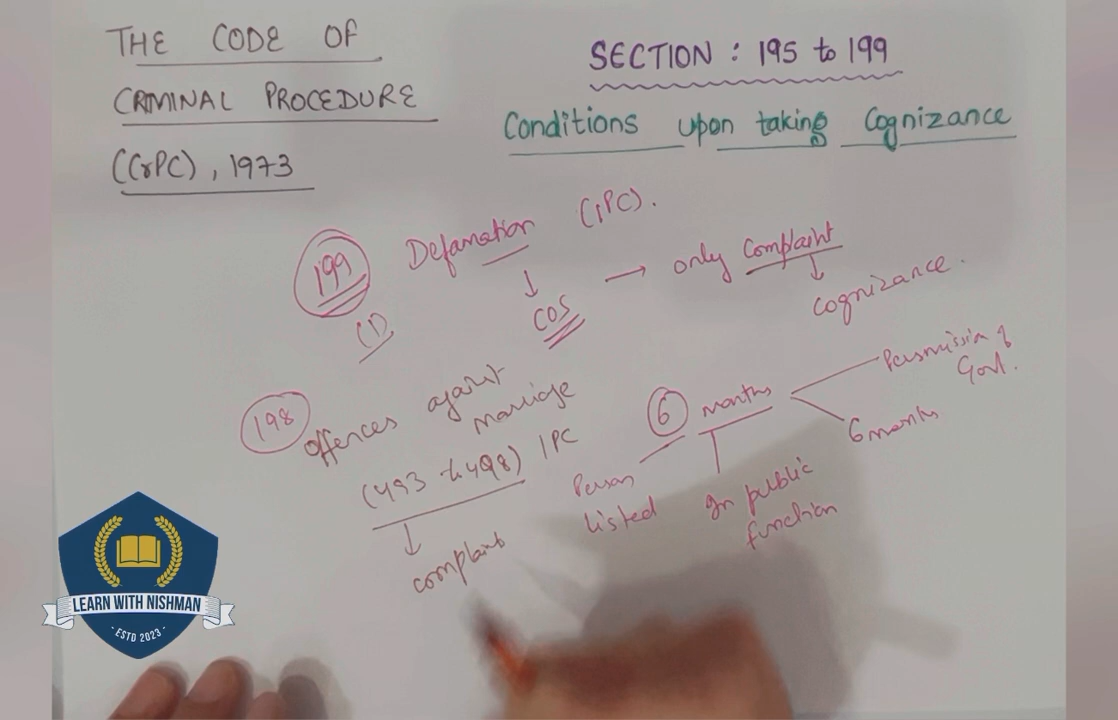 THE CODE OF
CRMINAL PROCEDURE
(CrPC), 1973
SECTION : 195 to 199
Conditions upon taking Cognizance
199 Defamation (IPC).
→ only Complaint
↓
COS
↓
Cognizance.
(1)
198 offences against
marriage
(493 to 498) IPC
↓
complaint
6 months
Permission of
Govt.
6 months
Person
listed
In public
function
LEARN WITH NISHMAN
- ESTD 2023 -